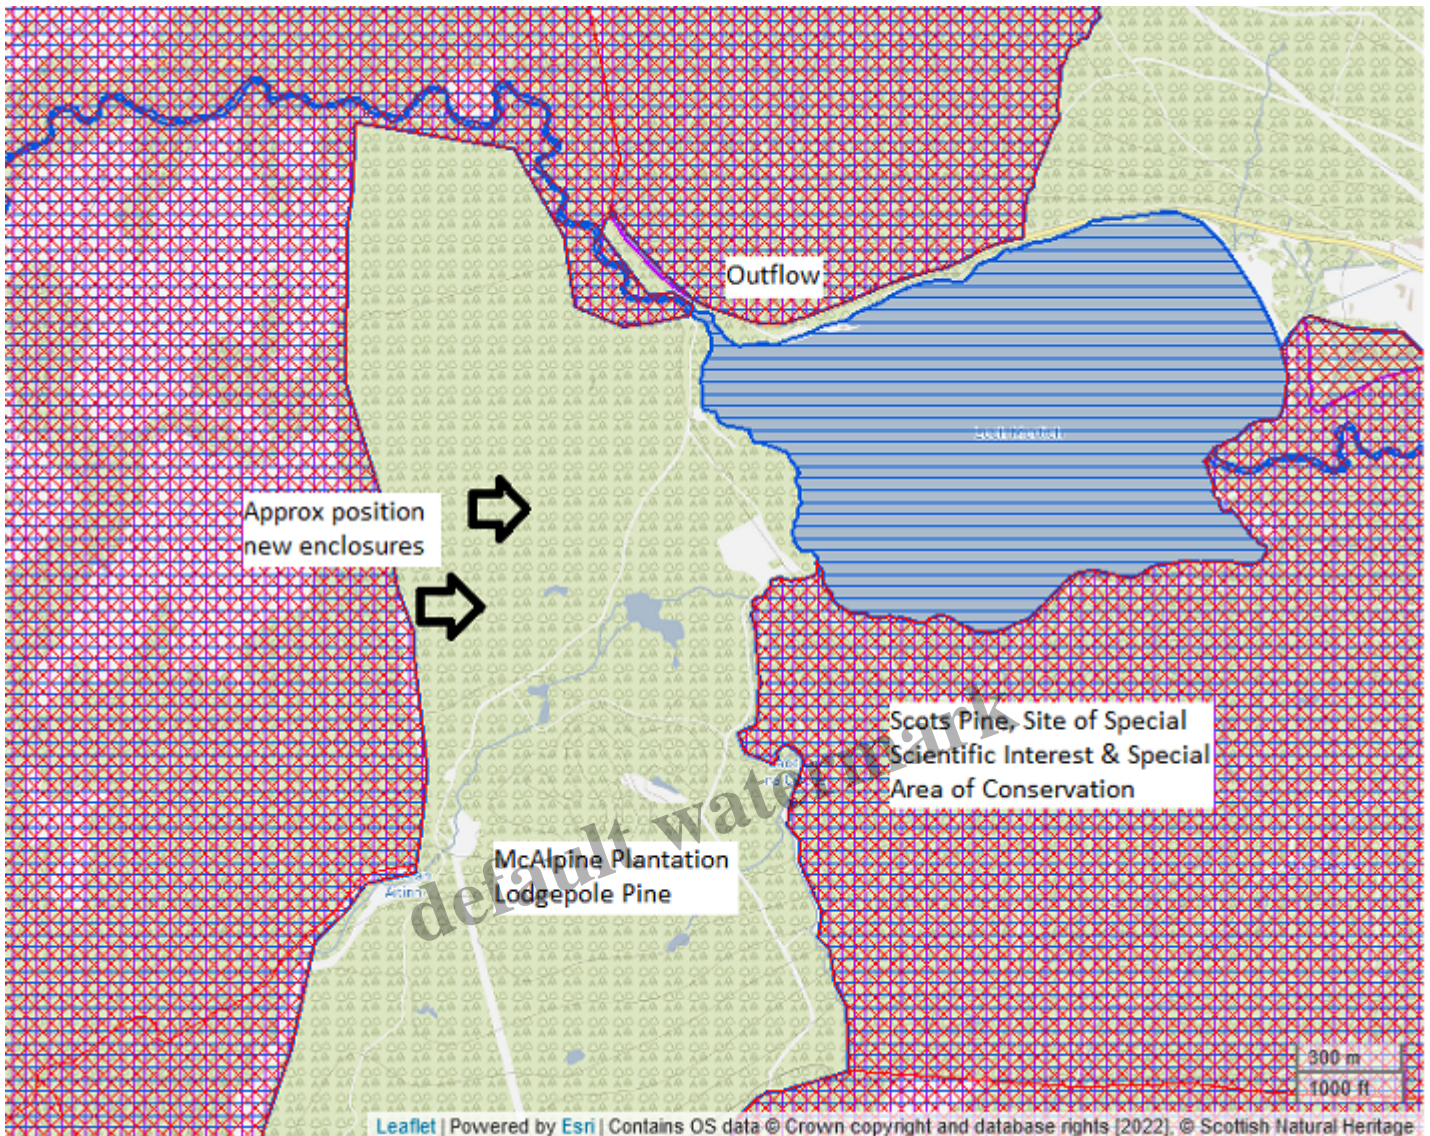 Outflow
Approx position
new enclosures
Scots Pine, Site of Special
Scientific Interest & Special
Area of Conservation
default watermark
McAlpine Plantation
Lodgepole Pine
300 m
1000 ft
Leaflet | Powered by Esri | Contains OS data © Crown copyright and database rights [2022], © Scottish Natural Heritage